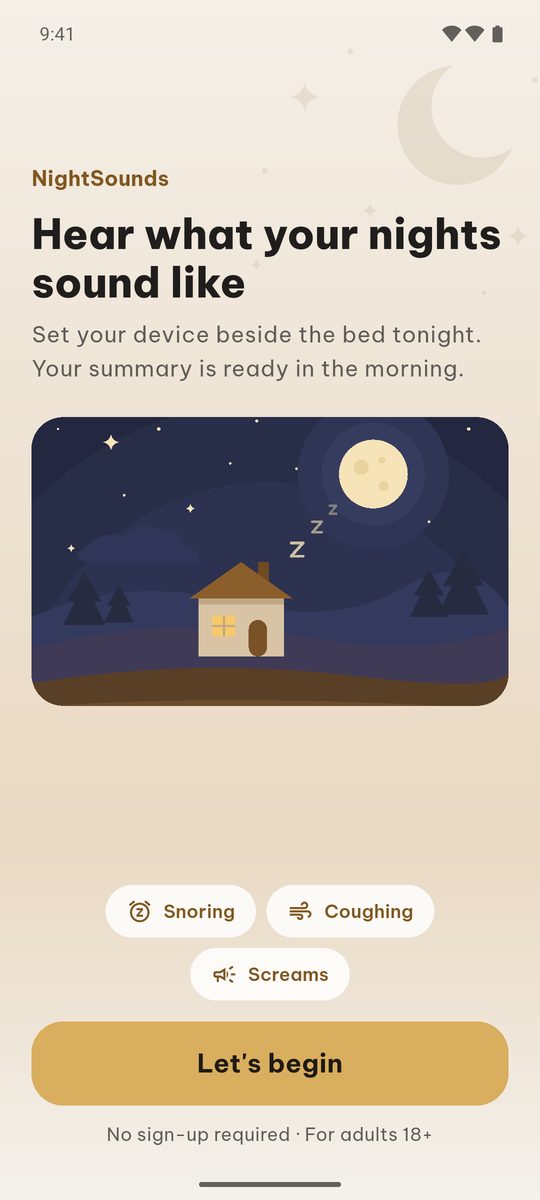 9:41
NightSounds
Hear what your nights
sound like
Set your device beside the bed tonight.
Your summary is ready in the morning.
z
z
z
Snoring
Coughing
Screams
Let's begin
No sign-up required · For adults 18+